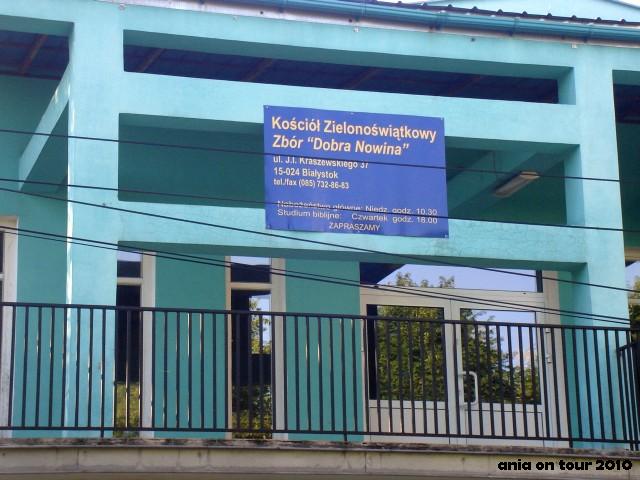 Kościół Zielonoświątkowy
Zbór "Dobra Nowina"
ul. J.I. Kraszewskiego 37
15-024 Białystok
tel./fax (085) 732-86-83
Nabożeństwo główne: Niedz. godz. 10.30
Studium biblijne: Czwartek godz. 18.00
ZAPRASZAMY
ania on tour 2010